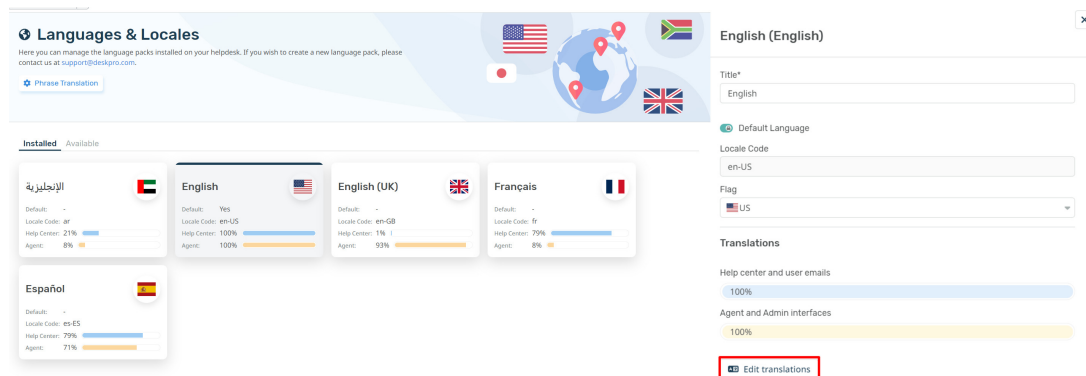 Languages & Locales
Here you can manage the language packs installed on your helpdesk. If you wish to create a new language pack, please
contact us at support@deskpro.com.
Phrase Translation
Installed Available
الإنجليزية
Default: -
Locale Code: ar
Help Center: 21%
Agent: 8%
English
Default: Yes
Locale Code: en-US
Help Center: 100%
Agent: 100%
English (UK)
Default: -
Locale Code: en-GB
Help Center: 1%
Agent: 93%
Français
Default: -
Locale Code: fr
Help Center: 79%
Agent: 8%
Español
Default: -
Locale Code: es-ES
Help Center: 79%
Agent: 71%
English (English)
Title*
English
Default Language
Locale Code
en-US
Flag
US
Translations
Help center and user emails
100%
Agent and Admin interfaces
100%
Edit translations